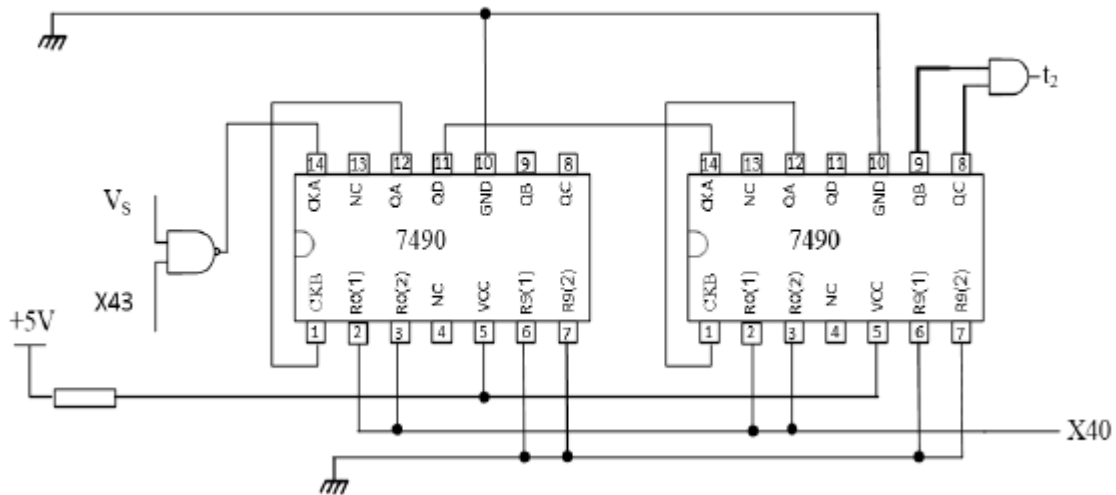 t2
14 13 12 11 10 9 8
CKA NC QA QD GND QB QC
7490
CKB R0(1) R0(2) NC VCC R9(1) R9(2)
1 2 3 4 5 6 7
14 13 12 11 10 9 8
CKA NC QA QD GND QB QC
7490
CKB R0(1) R0(2) NC VCC R9(1) R9(2)
1 2 3 4 5 6 7
VS
X43
+5V
X40